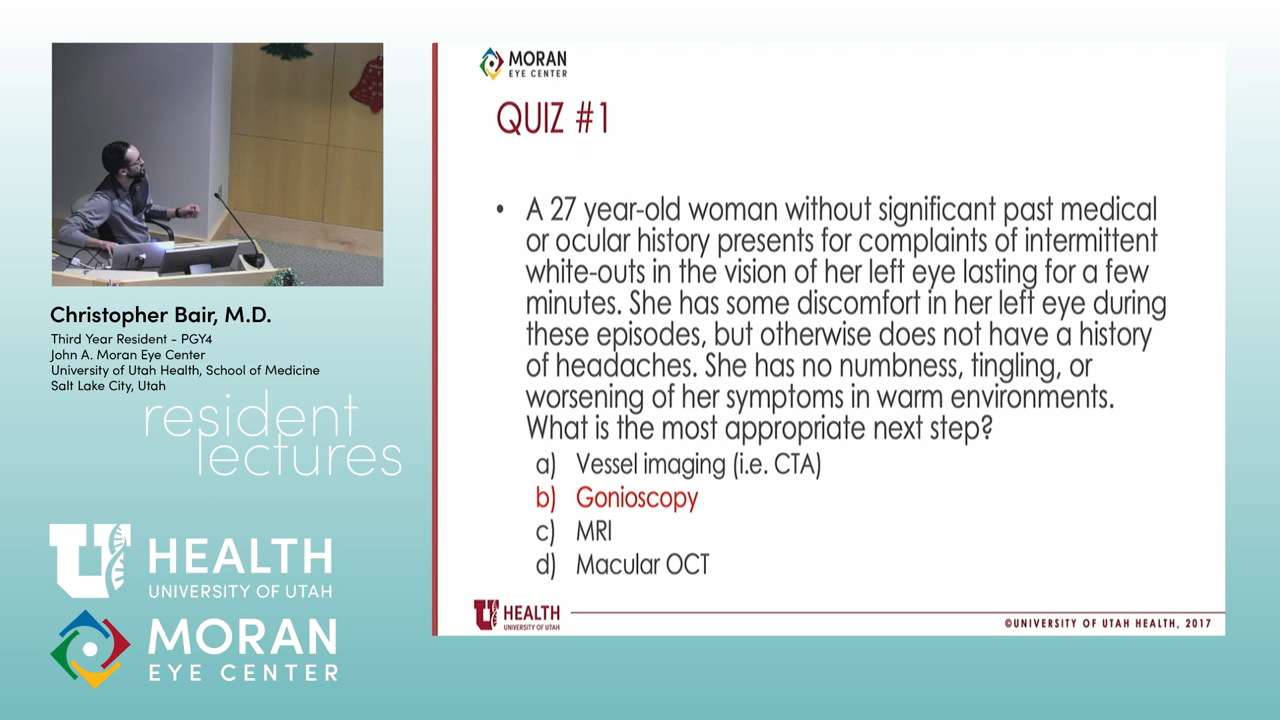 Christopher Bair, M.D.
Third Year Resident - PGY4
John A. Moran Eye Center
University of Utah Health, School of Medicine
Salt Lake City, Utah
resident
lectures
U HEALTH
UNIVERSITY OF UTAH
MORAN
EYE CENTER
MORAN
EYE CENTER
QUIZ #1
• A 27 year-old woman without significant past medical
or ocular history presents for complaints of intermittent
white-outs in the vision of her left eye lasting for a few
minutes. She has some discomfort in her left eye during
these episodes, but otherwise does not have a history
of headaches. She has no numbness, tingling, or
worsening of her symptoms in warm environments.
What is the most appropriate next step?
a) Vessel imaging (i.e. CTA)
b) Gonioscopy
c) MRI
d) Macular OCT
U HEALTH
UNIVERSITY OF UTAH
©UNIVERSITY OF UTAH HEALTH, 2017